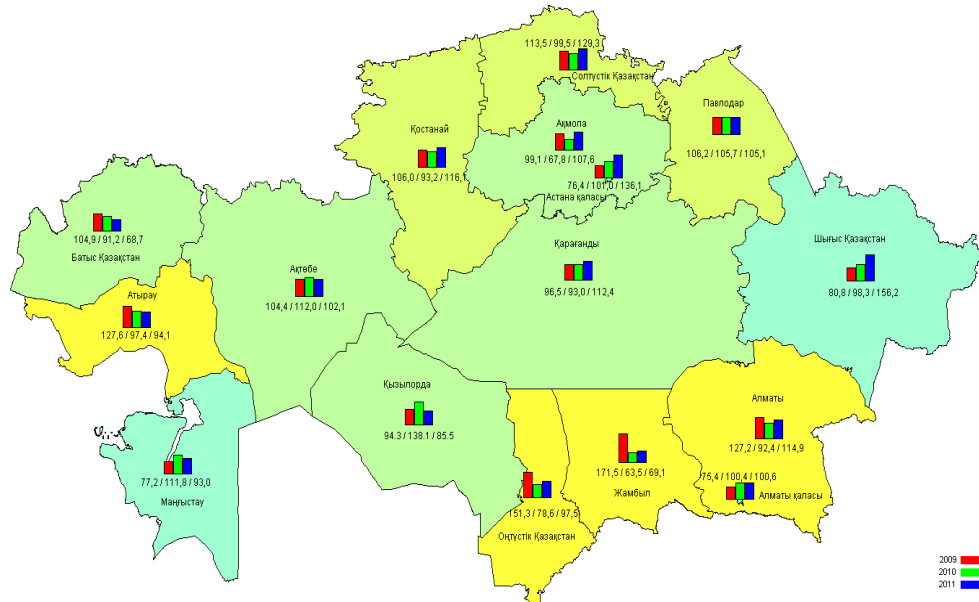 113,5 / 99,5 / 129,3
Солтүстік Қазақстан
Павлодар
106,2 / 105,7 / 105,1
Қостанай
106,0 / 93,2 / 116,1
Ақмола
99,1 / 67,8 / 107,6
76,4 / 101,0 / 136,1
Астана қаласы
Шығыс Қазақстан
80,8 / 98,3 / 156,2
104,9 / 91,2 / 68,7
Батыс Қазақстан
Қарағанды
96,5 / 93,0 / 112,4
Ақтөбе
104,4 / 112,0 / 102,1
Атырау
127,6 / 97,4 / 94,1
Қызылорда
94.3 / 138.1 / 85.5
Алматы
127,2 / 92,4 / 114,9
75,4 / 100,4 / 100,6
Алматы қаласы
171,5 / 63,5 / 69,1
Жамбыл
77,2 / 111,8 / 93,0
Маңғыстау
151,3 / 78,6 / 97,5
Оңтүстік Қазақстан
2009
2010
2011